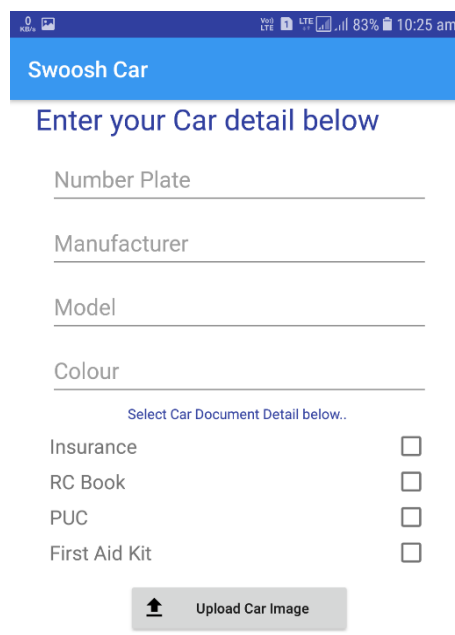 0
KB/s VoD LTE 1 LTE 83% 10:25 am
Swoosh Car
Enter your Car detail below
Number Plate
Manufacturer
Model
Colour
Select Car Document Detail below..
Insurance
RC Book
PUC
First Aid Kit
Upload Car Image